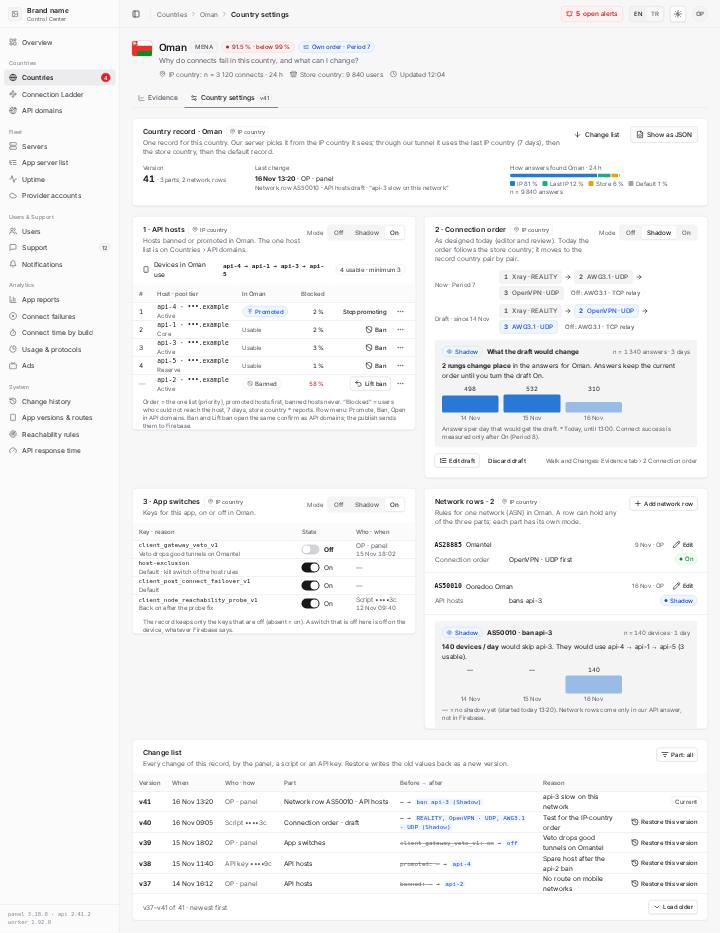 Brand name
Control Center
Overview
Countries
Countries 4
Connection Ladder
API domains
Fleet
Servers
App server list
Uptime
Provider accounts
Users & Support
Users
Support 12
Notifications
Analytics
App reports
Connect failures
Connect time by build
Usage & protocols
Ads
System
Change history
App versions & routes
Reachability rules
API response time
panel 3.18.0 · api 2.41.2
worker 1.92.0
Countries > Oman > Country settings
5 open alerts EN TR OP
Oman MENA 91.5 % · below 99 % Own order · Period 7
Why do connects fail in this country, and what can I change?
IP country: n = 3 120 connects · 24 h Store country: 9 840 users Updated 12:04
Evidence Country settings v41
Country record · Oman IP country
One record for this country. Our server picks it from the IP country it sees; through our tunnel it uses the last IP country (7 days), then
the store country, then the default record.
Change list Show as JSON
Version
41 · 3 parts, 2 network rows
Last change
16 Nov 13:20 · OP · panel
Network row AS50010 · API hosts draft · "api-3 slow on this network"
How answers found Oman · 24 h
IP 81 % Last IP 12 % Store 6 % Default 1 %
n = 9 840 answers
1 · API hosts IP country
Mode Off Shadow On
Hosts banned or promoted in Oman. The one host
list is Countries › API domains.
Devices in Oman
use
api-4 → api-1 → api-3 → api-
5
4 usable · minimum 3
# Host · pool tier In Oman Blocked
1 api-4 · •••.example
Active
Promoted 2 % Stop promoting ···
2 api-1 · •••.example
Core
Usable 2 % Ban ···
3 api-3 · •••.example
Active
Usable 3 % Ban ···
4 api-5 · •••.example
Reserve
Usable 1 % Ban ···
— api-2 · •••.example
Active
Banned 58 % Lift ban ···
Order = the one list (priority), promoted hosts first, banned hosts never. "Blocked" = users
who could not reach the host, 7 days, store country * reports. Row menu: Promote, Ban, Open
in API domains. Ban and Lift ban open the same confirm as API domains; the publish sends
them to Firebase.
2 · Connection order IP country
Mode Off Shadow On
As designed today (editor and review). Today the
order follows the store country; it moves to the
record country pair by pair.
Now · Period 7
1 Xray · REALITY → 2 AWG3.1 · UDP →
3 OpenVPN · UDP Off: AWG3.1 · TCP relay
Draft · since 14 Nov
1 Xray · REALITY → 2 OpenVPN · UDP →
3 AWG3.1 · UDP Off: AWG3.1 · TCP relay
Shadow What the draft would change n = 1 340 answers · 3 days
2 rungs change place in the answers for Oman. Answers keep the current
order until you turn the draft On.
498 532 310
14 Nov 15 Nov 16 Nov
Answers per day that would get the draft. * Today, until 13:00. Connect success is
measured only after On (Period 8).
Edit draft Discard draft Walk and Changes: Evidence tab › 2 Connection order
3 · App switches IP country
Mode Off Shadow On
Keys for this app, on or off in Oman.
Key · reason State Who · when
client_gateway_veto_v1
Veto drops good tunnels on Omantel
Off OP · panel
15 Nov 18:02
host-exclusion
Default · kill switch of the host rules
On —
client_post_connect_failover_v1
Default
On —
client_node_reachability_probe_v1
Back on after the probe fix
On Script ••••3c
12 Nov 09:40
The record keeps only the keys that are off (absent = on). A switch that is off here is off on the
device, whatever Firebase says.
Network rows · 2 IP country
Add network row
Rules for one network (ASN) in Oman. A row can hold any
of the three parts; each part has its own mode.
AS28885 Omantel 9 Nov · OP Edit
Connection order OpenVPN · UDP first On
AS50010 Ooredoo Oman 16 Nov · OP Edit
API hosts bans api-3 Shadow
Shadow AS50010 · ban api-3 n = 140 devices · 1 day
140 devices / day would skip api-3. They would use api-4 → api-1 → api-5 (3
usable).
— — 140
14 Nov 15 Nov 16 Nov
— = no shadow yet (started today 13:20). Network rows come only in our API answer,
not in Firebase.
Change list
Every change of this record, by the panel, a script or an API key. Restore writes the old values back as a new version.
Part: all
Version When Who · how Part Before → after Reason
v41 16 Nov 13:20 OP · panel Network row AS50010 · API hosts — → ban api-3 (Shadow) api-3 slow on this
network
Current
v40 16 Nov 09:05 Script ••••3c Connection order · draft — → REALITY, OpenVPN · UDP, AWG3.1
· UDP (Shadow)
Test for the IP-country
order
Restore this version
v39 15 Nov 18:02 OP · panel App switches client_gateway_veto_v1: on → off Veto drops good
tunnels on Omantel
Restore this version
v38 15 Nov 11:40 API key ••••9c API hosts promoted: — → api-4 Spare host after the
api-2 ban
Restore this version
v37 14 Nov 16:12 OP · panel API hosts banned: — → api-2 No route on mobile
networks
Restore this version
v37–v41 of 41 · newest first
Load older